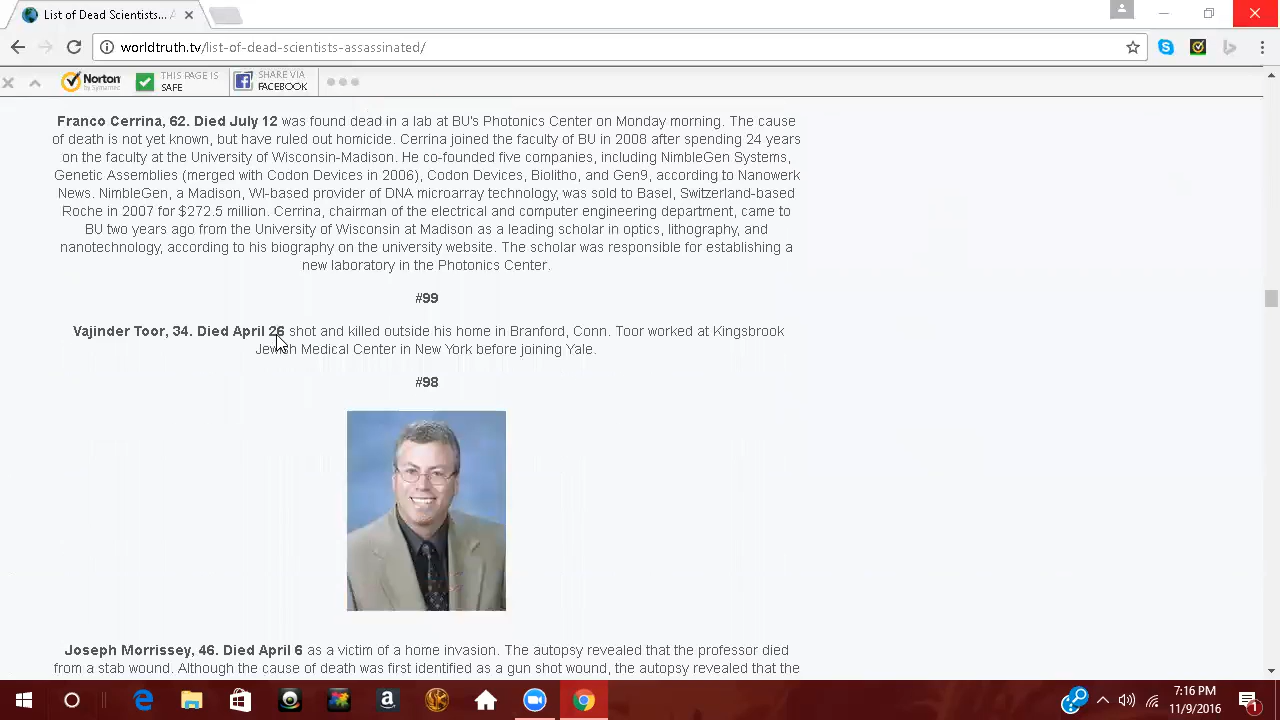 List of Dead Scientists...
worldtruth.tv/list-of-dead-scientists-assassinated/
Norton
by Symantec
THIS PAGE IS
SAFE
SHARE VIA
FACEBOOK
Franco Cerrina, 62. Died July 12 was found dead in a lab at BU's Photonics Center on Monday morning. The cause
of death is not yet known, but have ruled out homicide. Cerrina joined the faculty of BU in 2008 after spending 24 years
on the faculty at the University of Wisconsin-Madison. He co-founded five companies, including NimbleGen Systems,
Genetic Assemblies (merged with Codon Devices in 2006), Codon Devices, Biolitho, and Gen9, according to Nanowerk
News. NimbleGen, a Madison, WI-based provider of DNA microarray technology, was sold to Basel, Switzerland-based
Roche in 2007 for $272.5 million. Cerrina, chairman of the electrical and computer engineering department, came to
BU two years ago from the University of Wisconsin at Madison as a leading scholar in optics, lithography, and
nanotechnology, according to his biography on the university website. The scholar was responsible for establishing a
new laboratory in the Photonics Center.
#99
Vajinder Toor, 34. Died April 26 shot and killed outside his home in Branford, Conn. Toor worked at Kingsbrook
Jewish Medical Center in New York before joining Yale.
#98
Joseph Morrissey, 46. Died April 6 as a victim of a home invasion. The autopsy revealed that the professor died
from a stab wound. Although the cause of death was first identified as a gun shot wound, the autopsy revealed that the
7:16 PM
11/9/2016